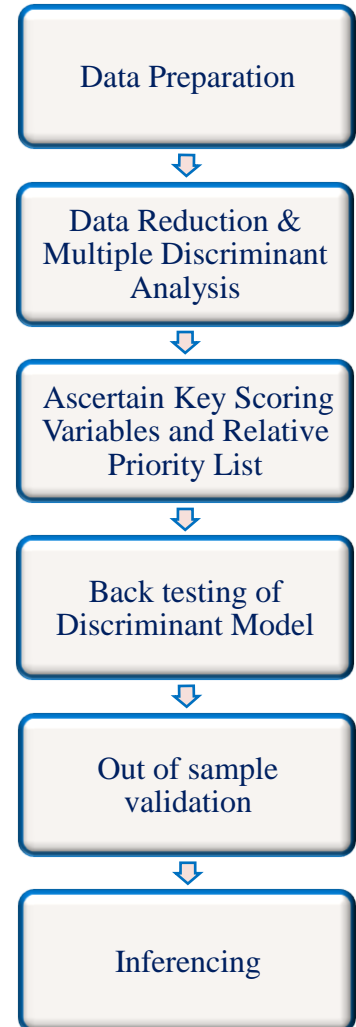 Data Preparation
Data Reduction &
Multiple Discriminant
Analysis
Ascertain Key Scoring
Variables and Relative
Priority List
Back testing of
Discriminant Model
Out of sample
validation
Inferencing